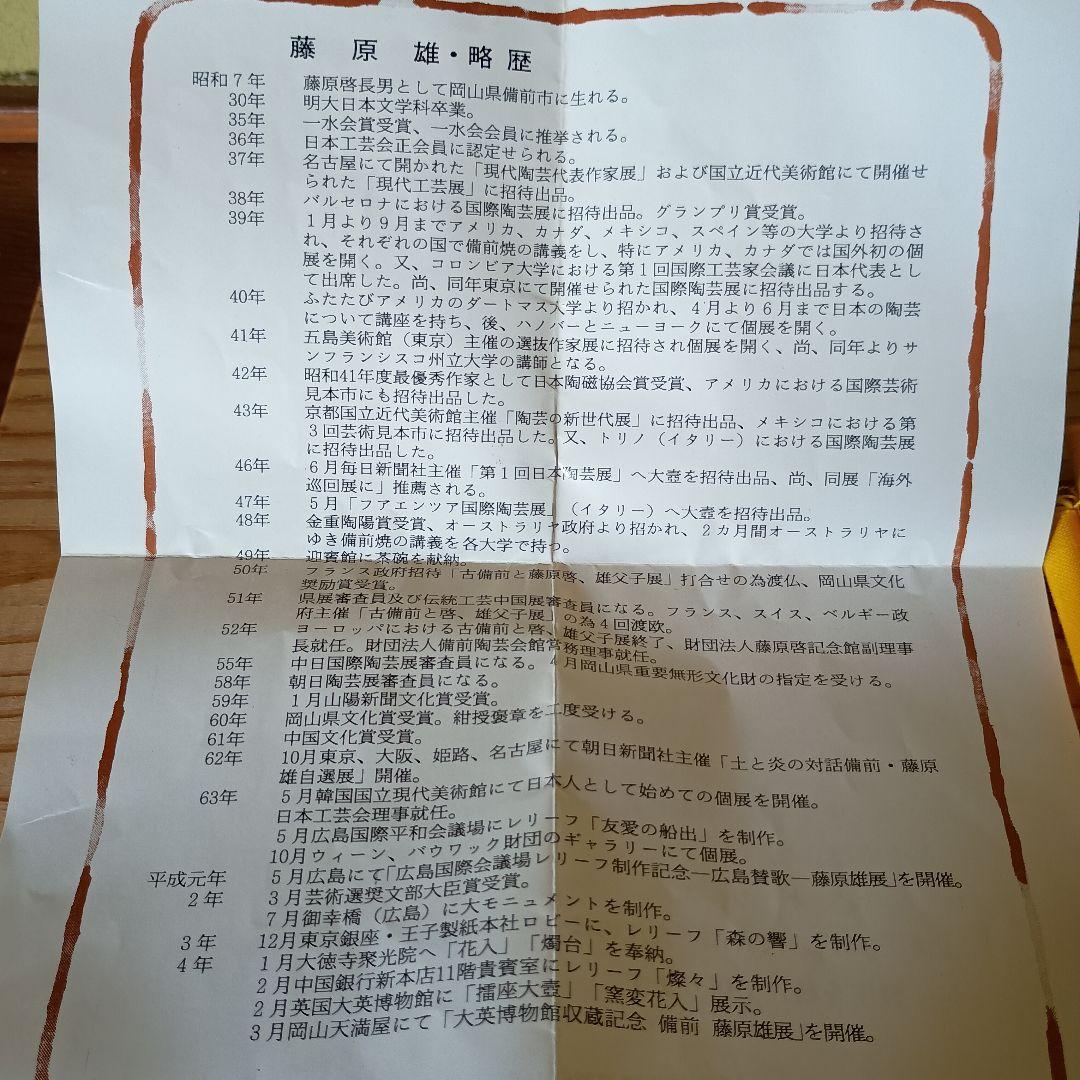 藤原 雄・略歴
昭和7年 藤原啓長男として岡山県備前市に生れる。
30年 明大日本文学科卒業。
35年 一水会賞受賞、一水会会員に推挙される。
36年 日本工芸会正会員に認定せられる。
37年 名古屋にて開かれた「現代陶芸代表作家展」および国立近代美術館にて開催せ
られた「現代工芸展」に招待出品。
38年 バルセロナにおける国際陶芸展に招待出品。グランプリ賞受賞。
39年 1月より9月までアメリカ、カナダ、メキシコ、スペイン等の大学より招待さ
れ、それぞれの国で備前焼の講義をし、特にアメリカ、カナダでは国外初の個
展を開く。又、コロンビア大学における第1回国際工芸家会議に日本代表とし
て出席した。尚、同年東京にて開催せられた国際陶芸展に招待出品する。
40年 ふたたびアメリカのダートマス大学より招かれ、4月より6月まで日本の陶芸
について講座を持ち、後、ハノバーとニューヨークにて個展を開く。
41年 五島美術館（東京）主催の選抜作家展に招待され個展を開く、尚、同年よりサ
ンフランシスコ州立大学の講師となる。
42年 昭和41年度最優秀作家として日本陶磁協会賞受賞、アメリカにおける国際芸術
見本市にも招待出品した。
43年 京都国立近代美術館主催「陶芸の新世代展」に招待出品、メキシコにおける第
3回芸術見本市に招待出品した。又、トリノ（イタリー）における国際陶芸展
に招待出品した。
46年 6月毎日新聞社主催「第1回日本陶芸展」へ大壺を招待出品、尚、同展「海外
巡回展に」推薦される。
47年 5月「フアエンツア国際陶芸展」（イタリー）へ大壺を招待出品。
48年 金重陶陽賞受賞、オーストラリヤ政府より招かれ、2カ月間オーストラリヤに
ゆき備前焼の講義を各大学で持つ。
49年 迎賓館に茶碗を献納。
50年 フランス政府招待「古備前と藤原啓、雄父子展」打合せの為渡仏、岡山県文化
奨励賞受賞。
51年 県展審査員及び伝統工芸中国展審査員になる。フランス、スイス、ベルギー政
府主催「古備前と啓、雄父子展」の為4回渡欧。
52年 ヨーロッパにおける古備前と啓、雄父子展終了、財団法人藤原啓記念館副理事
長就任。財団法人備前陶芸会館常務理事就任。
55年 中日国際陶芸展審査員になる。4月岡山県重要無形文化財の指定を受ける。
58年 朝日陶芸展審査員になる。
59年 1月山陽新聞文化賞受賞。
60年 岡山県文化賞受賞。紺授褒章を二度受ける。
61年 中国文化賞受賞。
62年 10月東京、大阪、姫路、名古屋にて朝日新聞社主催「土と炎の対話備前・藤原
雄自選展」開催。
63年 5月韓国国立現代美術館にて日本人として始めての個展を開催。
日本工芸会理事就任。
5月広島国際平和会議場にレリーフ「友愛の船出」を制作。
10月ウィーン、バウワック財団のギャラリーにて個展。
平成元年 5月広島にて「広島国際会議場レリーフ制作記念―広島賛歌―藤原雄展」を開催。
2年 3月芸術選奨文部大臣賞受賞。
7月御幸橋（広島）に大モニュメントを制作。
3年 12月東京銀座・王子製紙本社ロビーに、レリーフ「森の響」を制作。
4年 1月大徳寺聚光院へ「花入」「燭台」を奉納。
2月中国銀行新本店11階貴賓室にレリーフ「燦々」を制作。
2月英国大英博物館に「擂座大壺」「窯変花入」展示。
3月岡山天満屋にて「大英博物館収蔵記念 備前 藤原雄展」を開催。